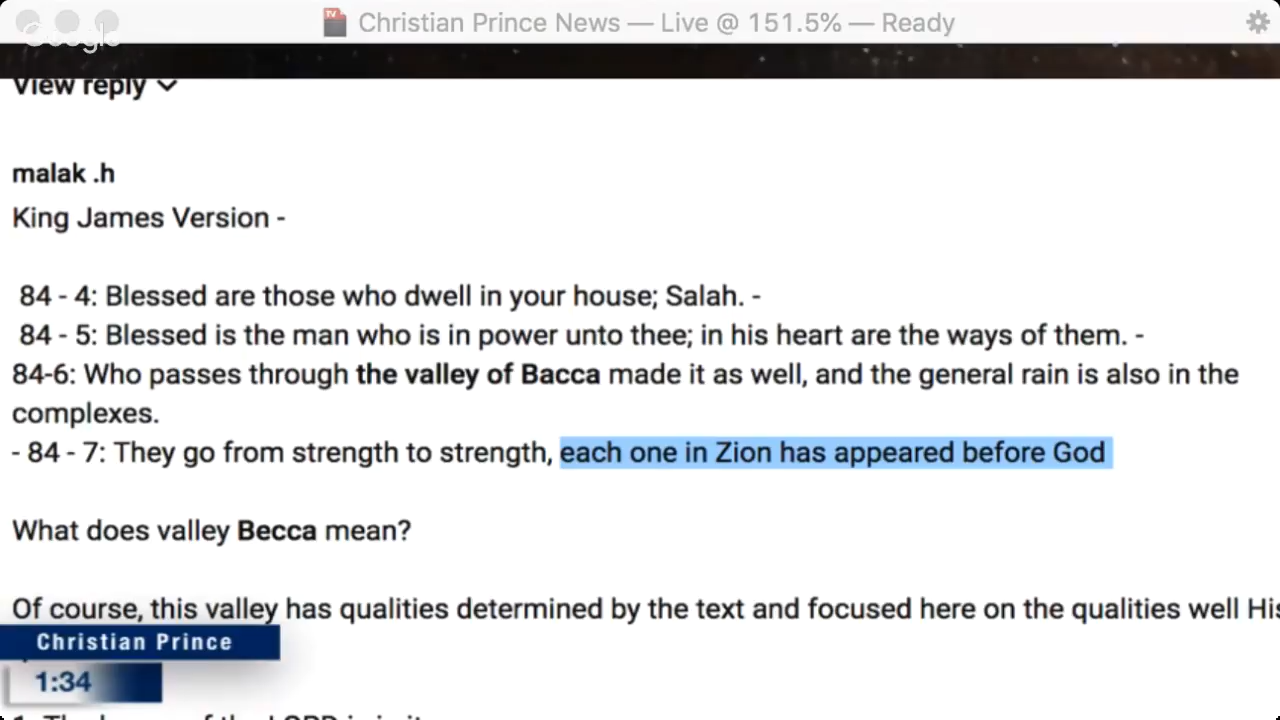 Christian Prince News — Live @ 151.5% — Ready
Google
View reply
malak .h
King James Version -
84 - 4: Blessed are those who dwell in your house; Salah. -
84 - 5: Blessed is the man who is in power unto thee; in his heart are the ways of them. -
84-6: Who passes through the valley of Bacca made it as well, and the general rain is also in the
complexes.
- 84 - 7: They go from strength to strength, each one in Zion has appeared before God
What does valley Becca mean?
Of course, this valley has qualities determined by the text and focused here on the qualities well His
Christian Prince
1:34